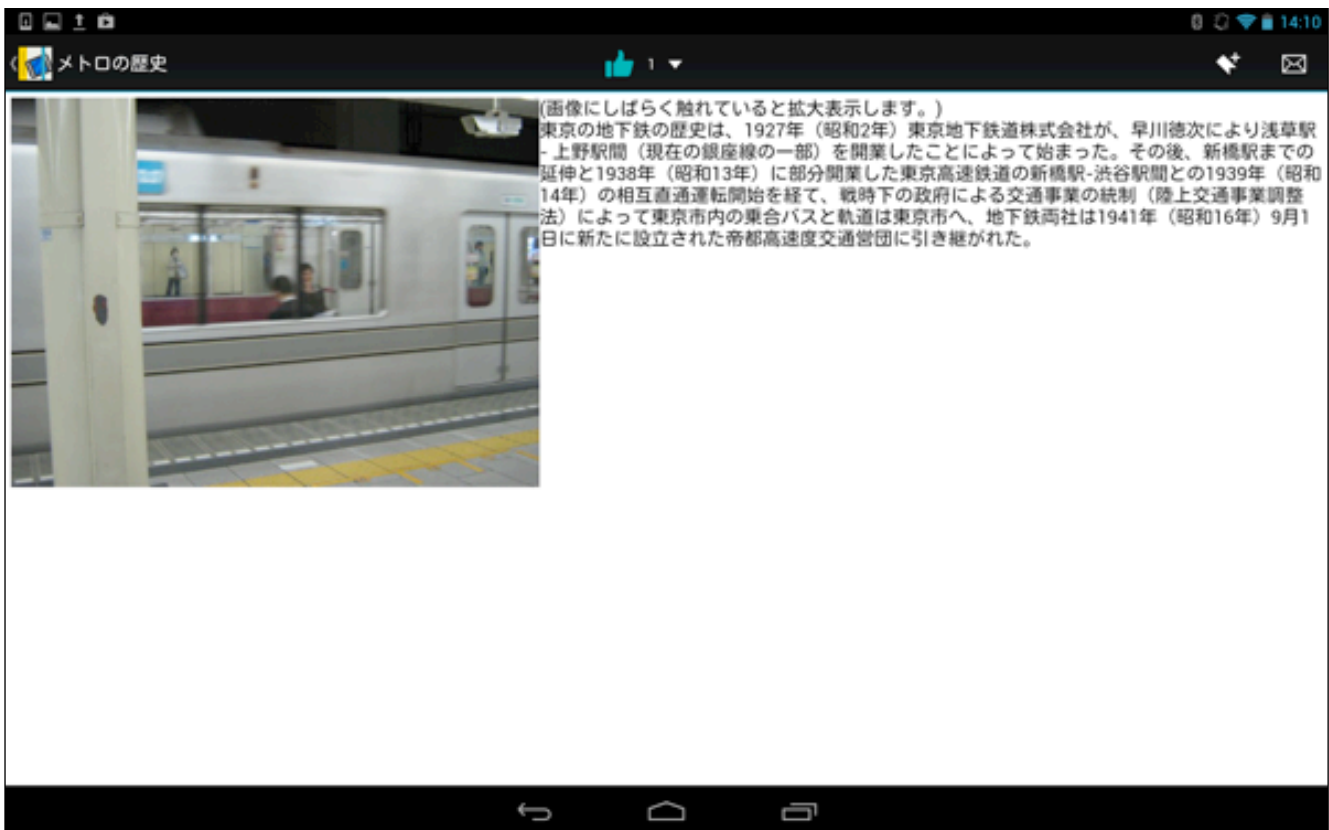 14:10
メトロの歴史
1
(画像にしばらく触れていると拡大表示します。)
東京の地下鉄の歴史は、1927年（昭和2年）東京地下鉄道株式会社が、早川徳次により浅草駅
- 上野駅間（現在の銀座線の一部）を開業したことによって始まった。その後、新橋駅までの
延伸と1938年（昭和13年）に部分開業した東京高速鉄道の新橋駅-渋谷駅間との1939年（昭和
14年）の相互直通運転開始を経て、戦時下の政府による交通事業の統制（陸上交通事業調整
法）によって東京市内の乗合バスと軌道は東京市へ、地下鉄両社は1941年（昭和16年）9月1
日に新たに設立された帝都高速度交通営団に引き継がれた。